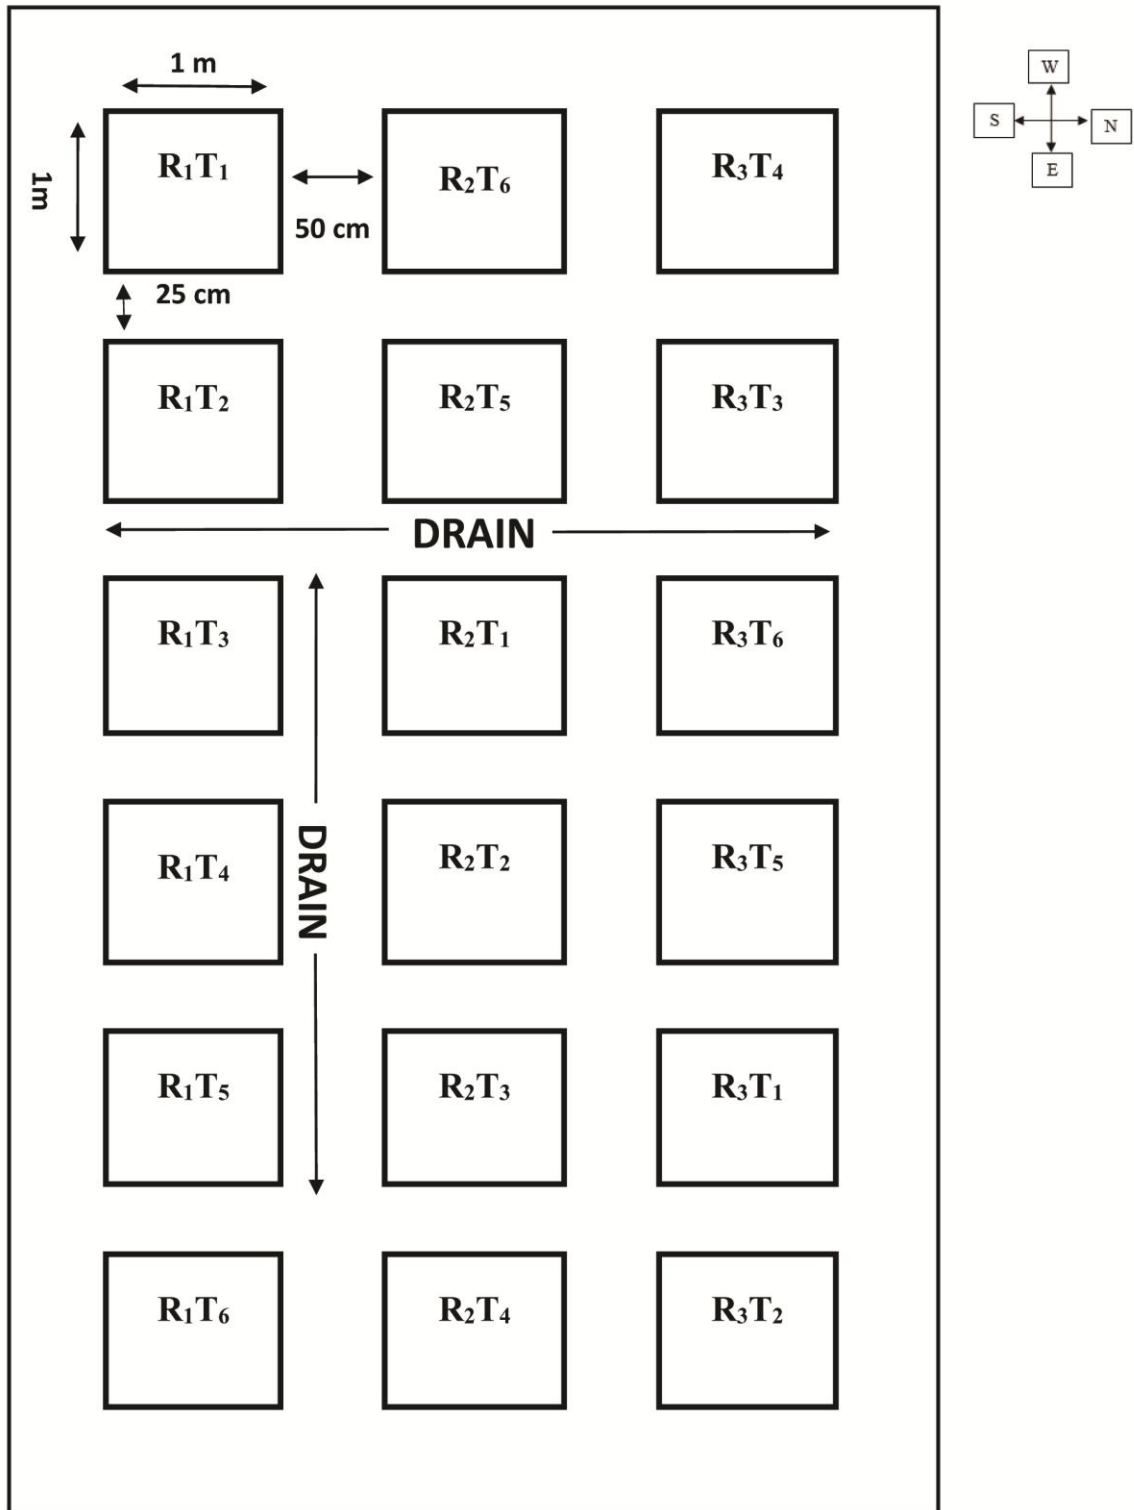 1 m
W
S
N
E
1m
R₁T₁
R₂T₆
R₃T₄
50 cm
25 cm
R₁T₂
R₂T₅
R₃T₃
DRAIN
R₁T₃
R₂T₁
R₃T₆
R₁T₄
DRAIN
R₂T₂
R₃T₅
R₁T₅
R₂T₃
R₃T₁
R₁T₆
R₂T₄
R₃T₂